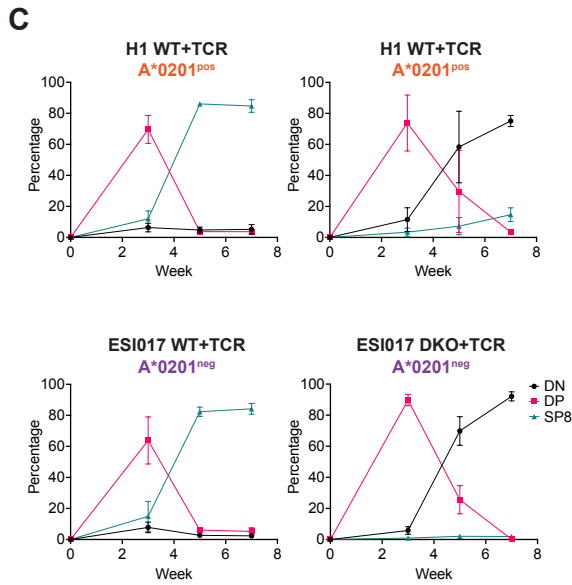 C
H1 WT+TCR
A*0201pos
Percentage
100
80
60
40
20
0
0 2 4 6 8
Week
H1 WT+TCR
A*0201pos
Percentage
100
80
60
40
20
0
0 2 4 6 8
Week
ESI017 WT+TCR
A*0201neg
Percentage
100
80
60
40
20
0
0 2 4 6 8
Week
ESI017 DKO+TCR
A*0201neg
Percentage
100
80
60
40
20
0
0 2 4 6 8
Week
DN
DP
SP8